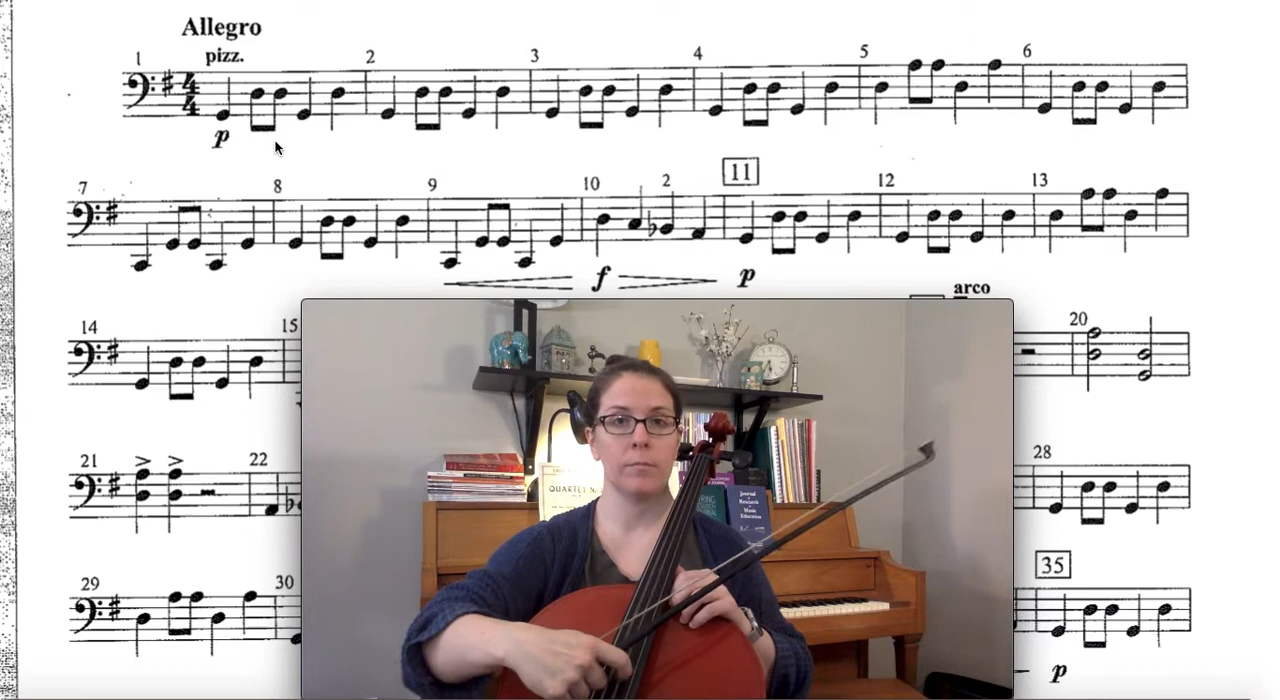 Allegro
pizz.
1 2 3 4 5 6
p
7 8 9 10 2 11 12 13
f p
arco
14 15 20
21 22 28
QUARTET No.
Journal
Research
Music
Education
29 30 35
p